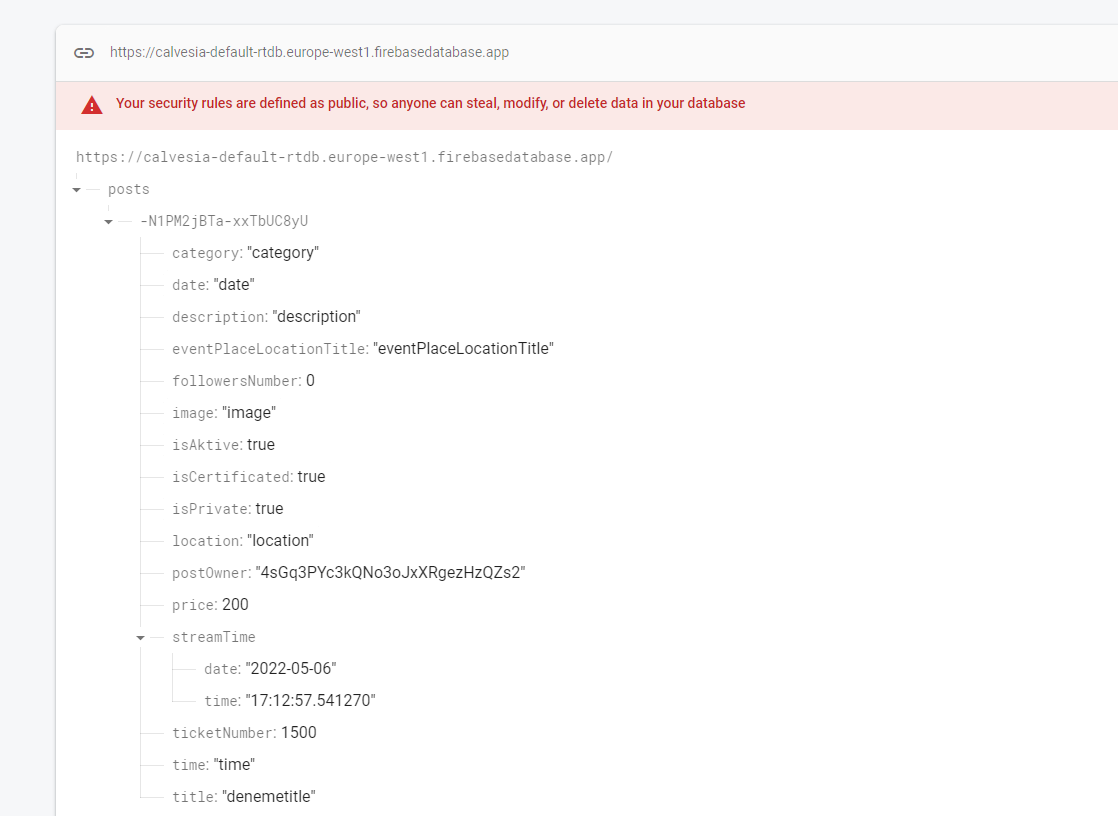 https://calvesia-default-rtdb.europe-west1.firebasedatabase.app
Your security rules are defined as public, so anyone can steal, modify, or delete data in your database
https://calvesia-default-rtdb.europe-west1.firebasedatabase.app/
posts
-N1PM2jBTa-xxTbUC8yU
category: "category"
date: "date"
description: "description"
eventPlaceLocationTitle: "eventPlaceLocationTitle"
followersNumber: 0
image: "image"
isAktive: true
isCertificated: true
isPrivate: true
location: "location"
postOwner: "4sGq3PYc3kQNo3oJxXRgezHzQZs2"
price: 200
streamTime
date: "2022-05-06"
time: "17:12:57.541270"
ticketNumber: 1500
time: "time"
title: "denemetitle"